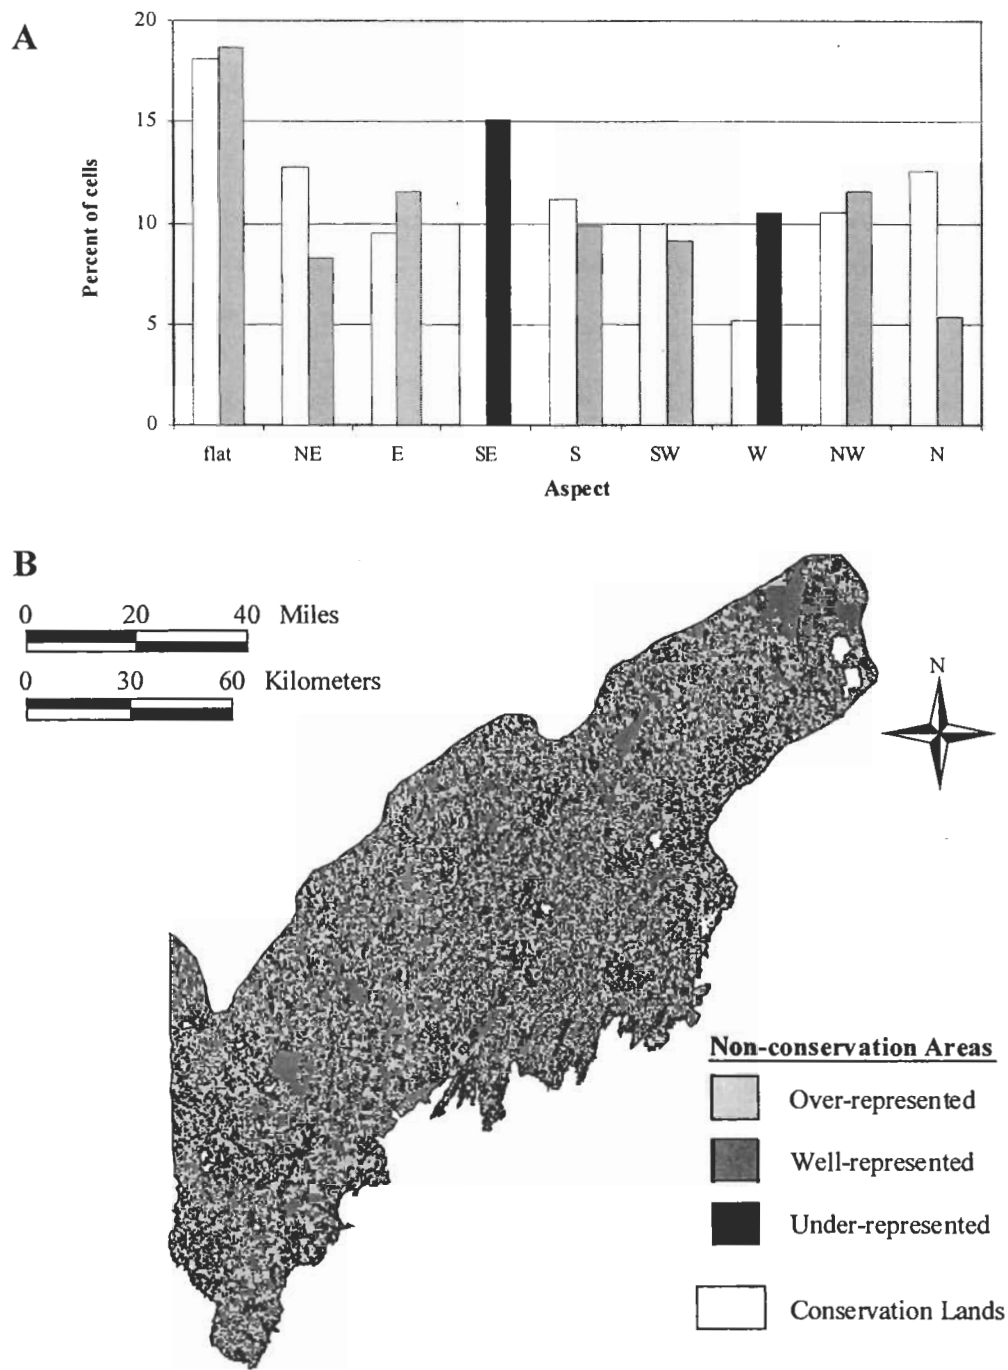 A
20
15
10
5
0
Percent of cells
flat NE E SE S SW W NW N
Aspect
B
0 20 40 Miles
0 30 60 Kilometers
N
Non-conservation Areas
Over-represented
Well-represented
Under-represented
Conservation Lands